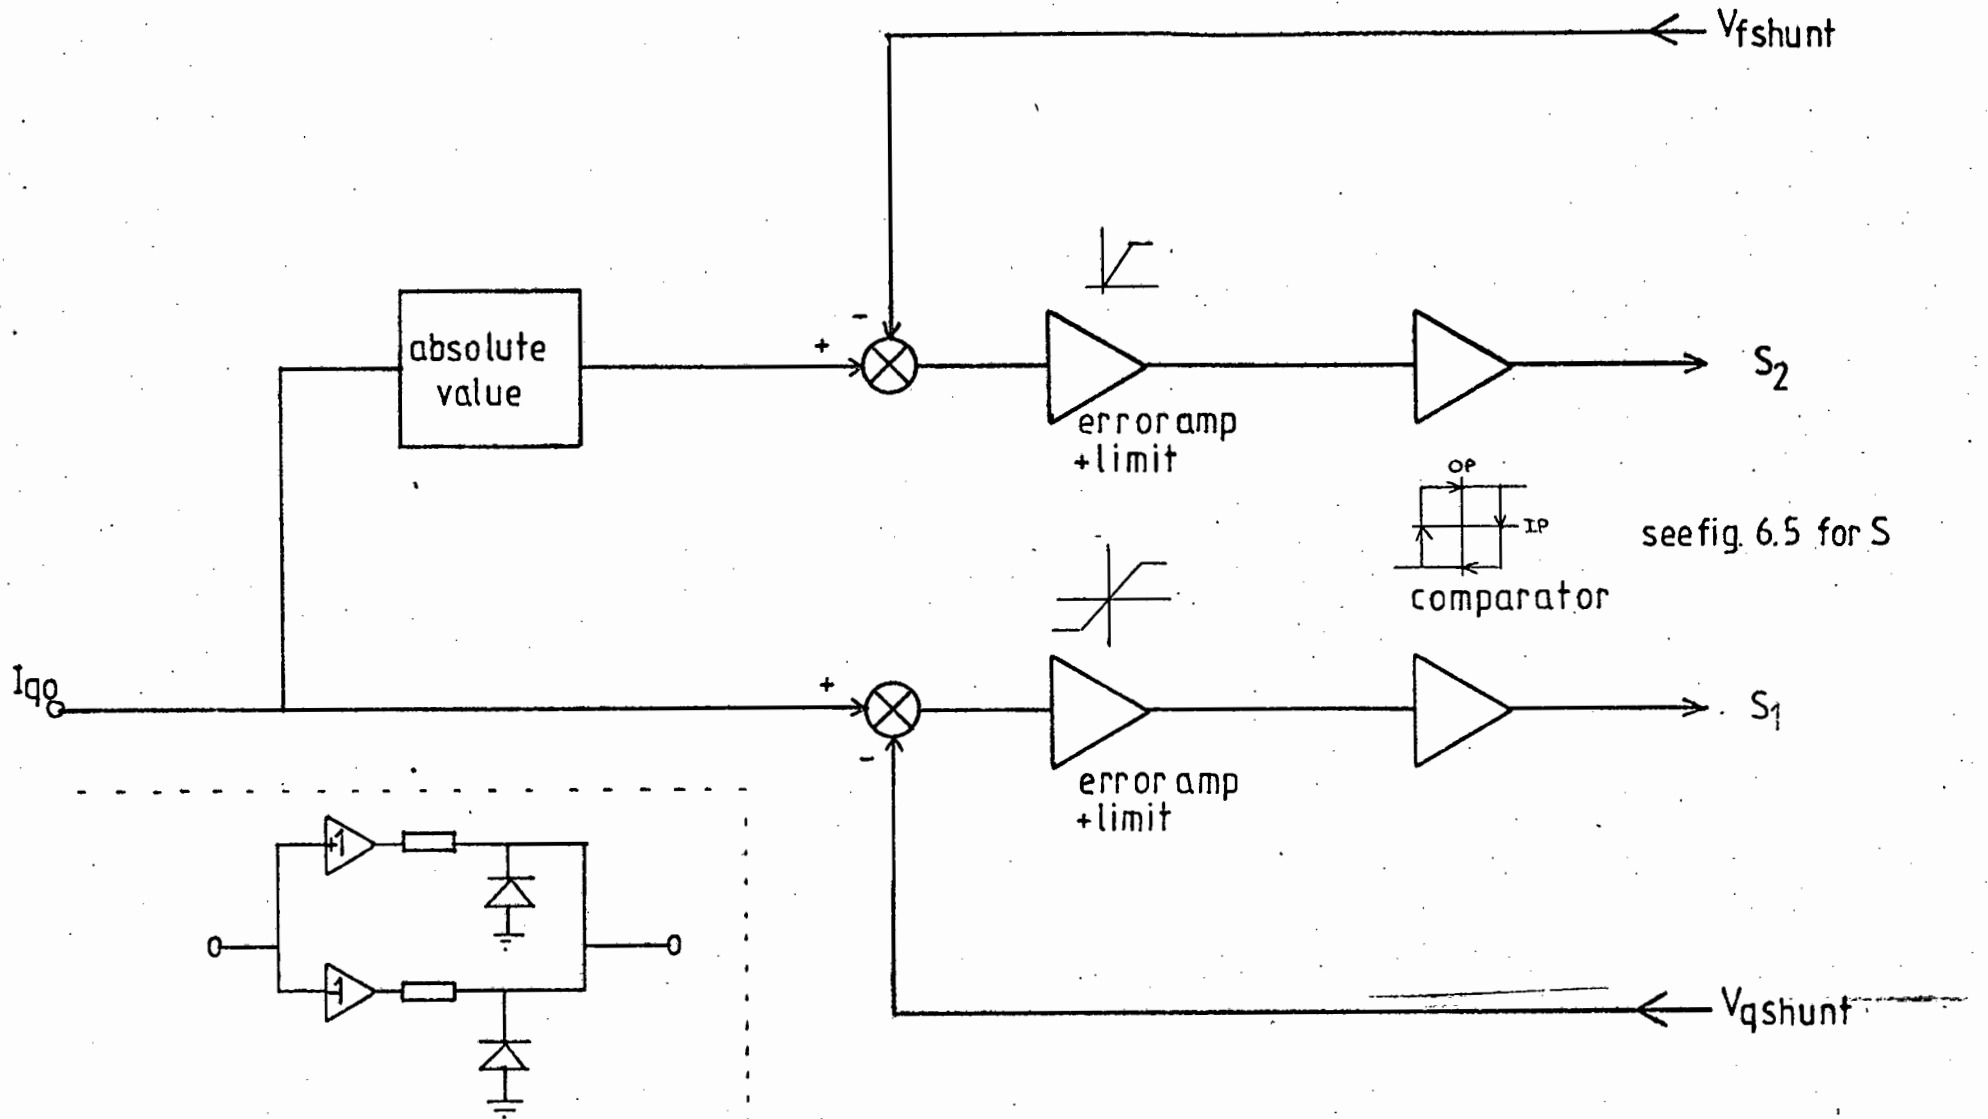 Vfshunt
absolute
value
-
+
error amp
+limit
S2
OP
IP
see fig. 6.5 for S
comparator
Iqo
+
-
error amp
+limit
S1
+1
-1
Vqshunt